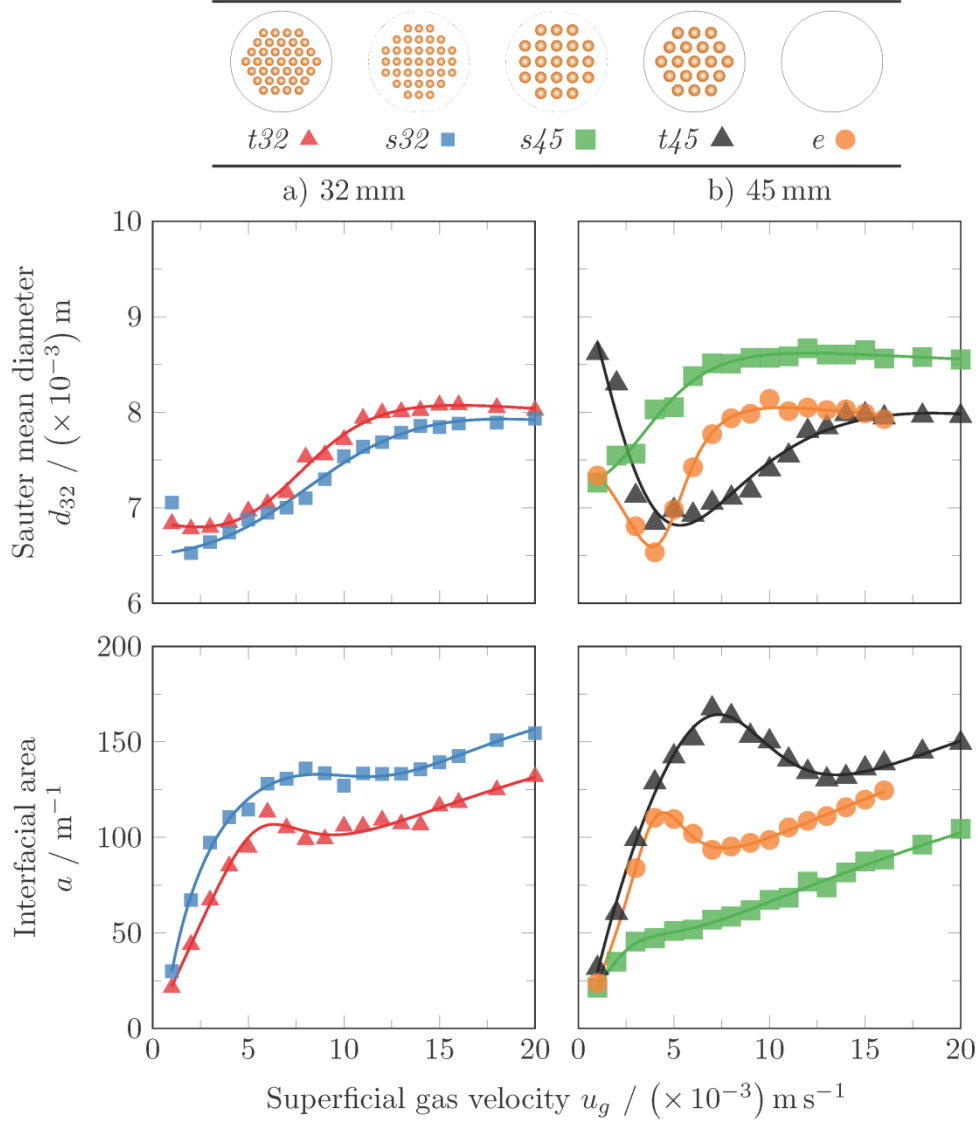 t32 s32 s45 t45 e
a) 32 mm b) 45 mm
Sauter mean diameter
d32 / (× 10−3) m
10
9
8
7
6
Interfacial area
a / m−1
200
150
100
50
0
0 5 10 15 20 0 5 10 15 20
Superficial gas velocity ug / (× 10−3) m s−1